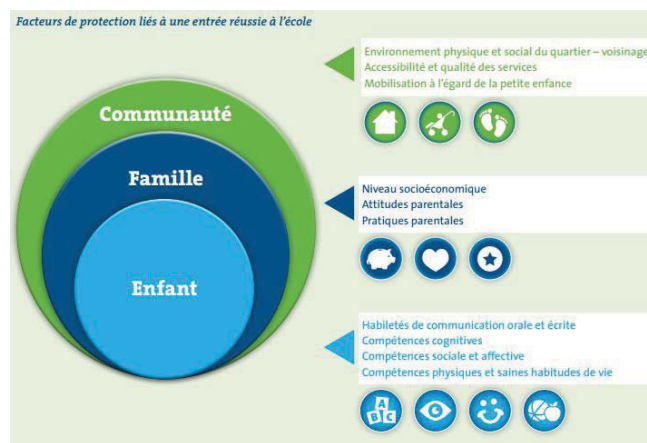 Facteurs de protection liés à une entrée réussie à l'école
Communauté
Famille
Enfant
Environnement physique et social du quartier – voisinage
Accessibilité et qualité des services
Mobilisation à l'égard de la petite enfance
Niveau socioéconomique
Attitudes parentales
Pratiques parentales
Habiletés de communication orale et écrite
Compétences cognitives
Compétences sociale et affective
Compétences physiques et saines habitudes de vie
A
B C